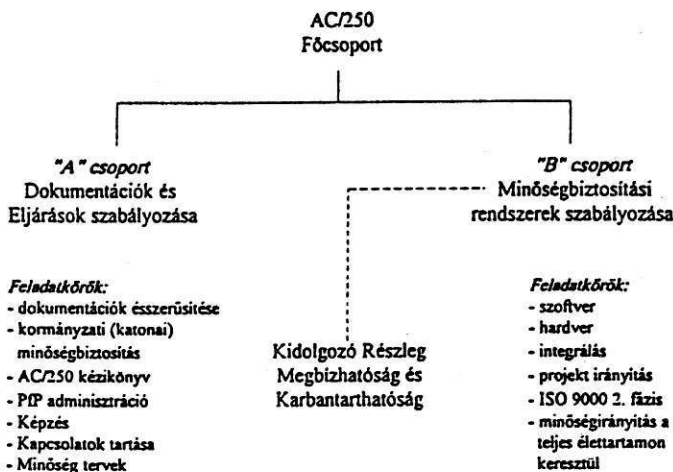 AC/250
Főcsoport
"A" csoport
Dokumentációk és
Eljárások szabályozása
"B" csoport
Minőségbiztosítási
rendszerek szabályozása
Feladatkörök:
- dokumentációk ésszerűsítése
- kormányzati (katonai)
minőségbiztosítás
- AC/250 kézikönyv
- PfP adminisztráció
- Képzés
- Kapcsolatok tartása
- Minőség tervek
Kidolgozó Részleg
Megbízhatóság és
Karbantarthatóság
Feladatkörök:
- szoftver
- hardver
- integrálás
- projekt irányítás
- ISO 9000 2. fázis
- minőségirányítás a
teljes élettartamon
keresztül